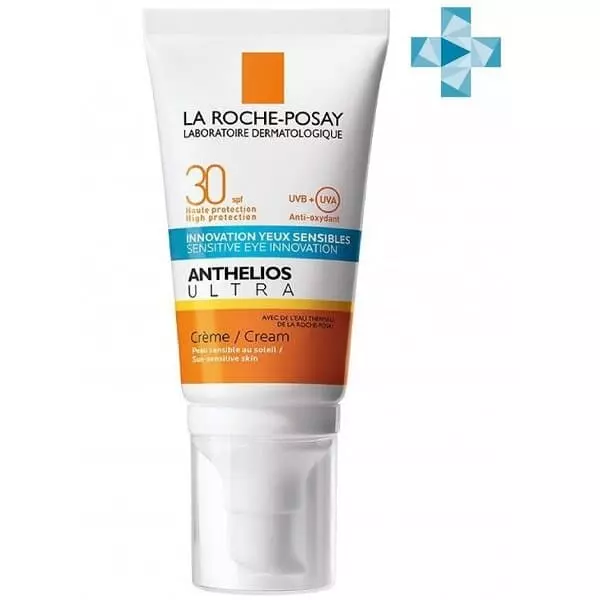 LA ROCHE-POSAY
LABORATOIRE DERMATOLOGIQUE
30 spf
Haute protection
High protection
UVB + UVA
Anti-oxydant
INNOVATION YEUX SENSIBLES
SENSITIVE EYE INNOVATION
ANTHELIOS
ULTRA
AVEC DE L'EAU THERMALE
DE LA ROCHE-POSAY
Crème / Cream
Peau sensible au soleil /
Sun-sensitive skin